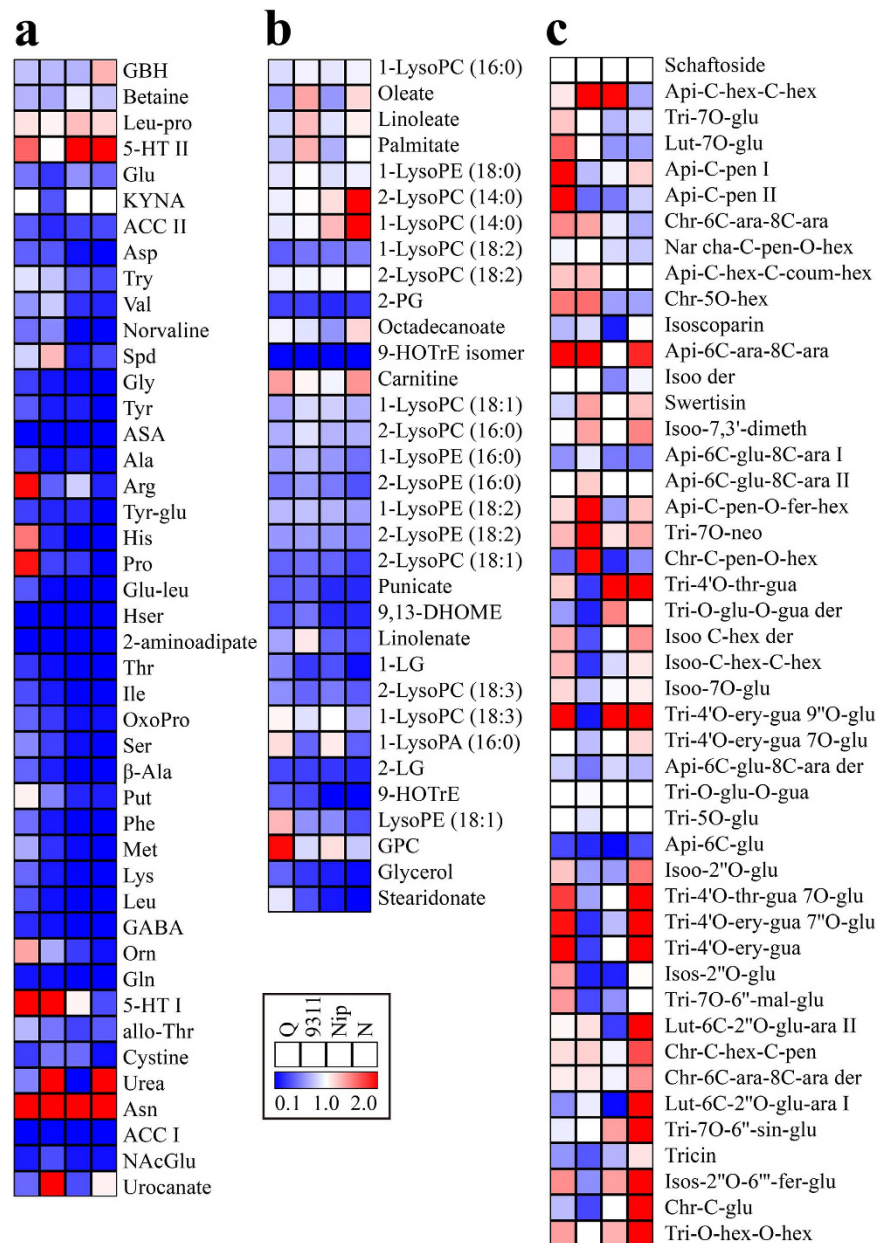 a
GBH
Betaine
Leu-pro
5-HT II
Glu
KYNA
ACC II
Asp
Try
Val
Norvaline
Spd
Gly
Tyr
ASA
Ala
Arg
Tyr-glu
His
Pro
Glu-leu
Hser
2-aminoadipate
Thr
Ile
OxoPro
Ser
β-Ala
Put
Phe
Met
Lys
Leu
GABA
Orn
Gln
5-HT I
allo-Thr
Cystine
Urea
Asn
ACC I
NAcGlu
Urocanate
b
1-LysoPC (16:0)
Oleate
Linoleate
Palmitate
1-LysoPE (18:0)
2-LysoPC (14:0)
1-LysoPC (14:0)
1-LysoPC (18:2)
2-LysoPC (18:2)
2-PG
Octadecanoate
9-HOTrE isomer
Carnitine
1-LysoPC (18:1)
2-LysoPC (16:0)
1-LysoPE (16:0)
2-LysoPE (16:0)
1-LysoPE (18:2)
2-LysoPE (18:2)
2-LysoPC (18:1)
Punicate
9,13-DHOME
Linolenate
1-LG
2-LysoPC (18:3)
1-LysoPC (18:3)
1-LysoPA (16:0)
2-LG
9-HOTrE
LysoPE (18:1)
GPC
Glycerol
Stearidonate
Q
9311
Nip
N
0.1 1.0 2.0
c
Schaftoside
Api-C-hex-C-hex
Tri-7O-glu
Lut-7O-glu
Api-C-pen I
Api-C-pen II
Chr-6C-ara-8C-ara
Nar cha-C-pen-O-hex
Api-C-hex-C-coum-hex
Chr-5O-hex
Isoscoparin
Api-6C-ara-8C-ara
Isoo der
Swertisin
Isoo-7,3'-dimeth
Api-6C-glu-8C-ara I
Api-6C-glu-8C-ara II
Api-C-pen-O-fer-hex
Tri-7O-neo
Chr-C-pen-O-hex
Tri-4'O-thr-gua
Tri-O-glu-O-gua der
Isoo C-hex der
Isoo-C-hex-C-hex
Isoo-7O-glu
Tri-4'O-ery-gua 9"O-glu
Tri-4'O-ery-gua 7O-glu
Api-6C-glu-8C-ara der
Tri-O-glu-O-gua
Tri-5O-glu
Api-6C-glu
Isoo-2"O-glu
Tri-4'O-thr-gua 7O-glu
Tri-4'O-ery-gua 7"O-glu
Tri-4'O-ery-gua
Isos-2"O-glu
Tri-7O-6"-mal-glu
Lut-6C-2"O-glu-ara II
Chr-C-hex-C-pen
Chr-6C-ara-8C-ara der
Lut-6C-2"O-glu-ara I
Tri-7O-6"-sin-glu
Tricin
Isos-2"O-6'"-fer-glu
Chr-C-glu
Tri-O-hex-O-hex